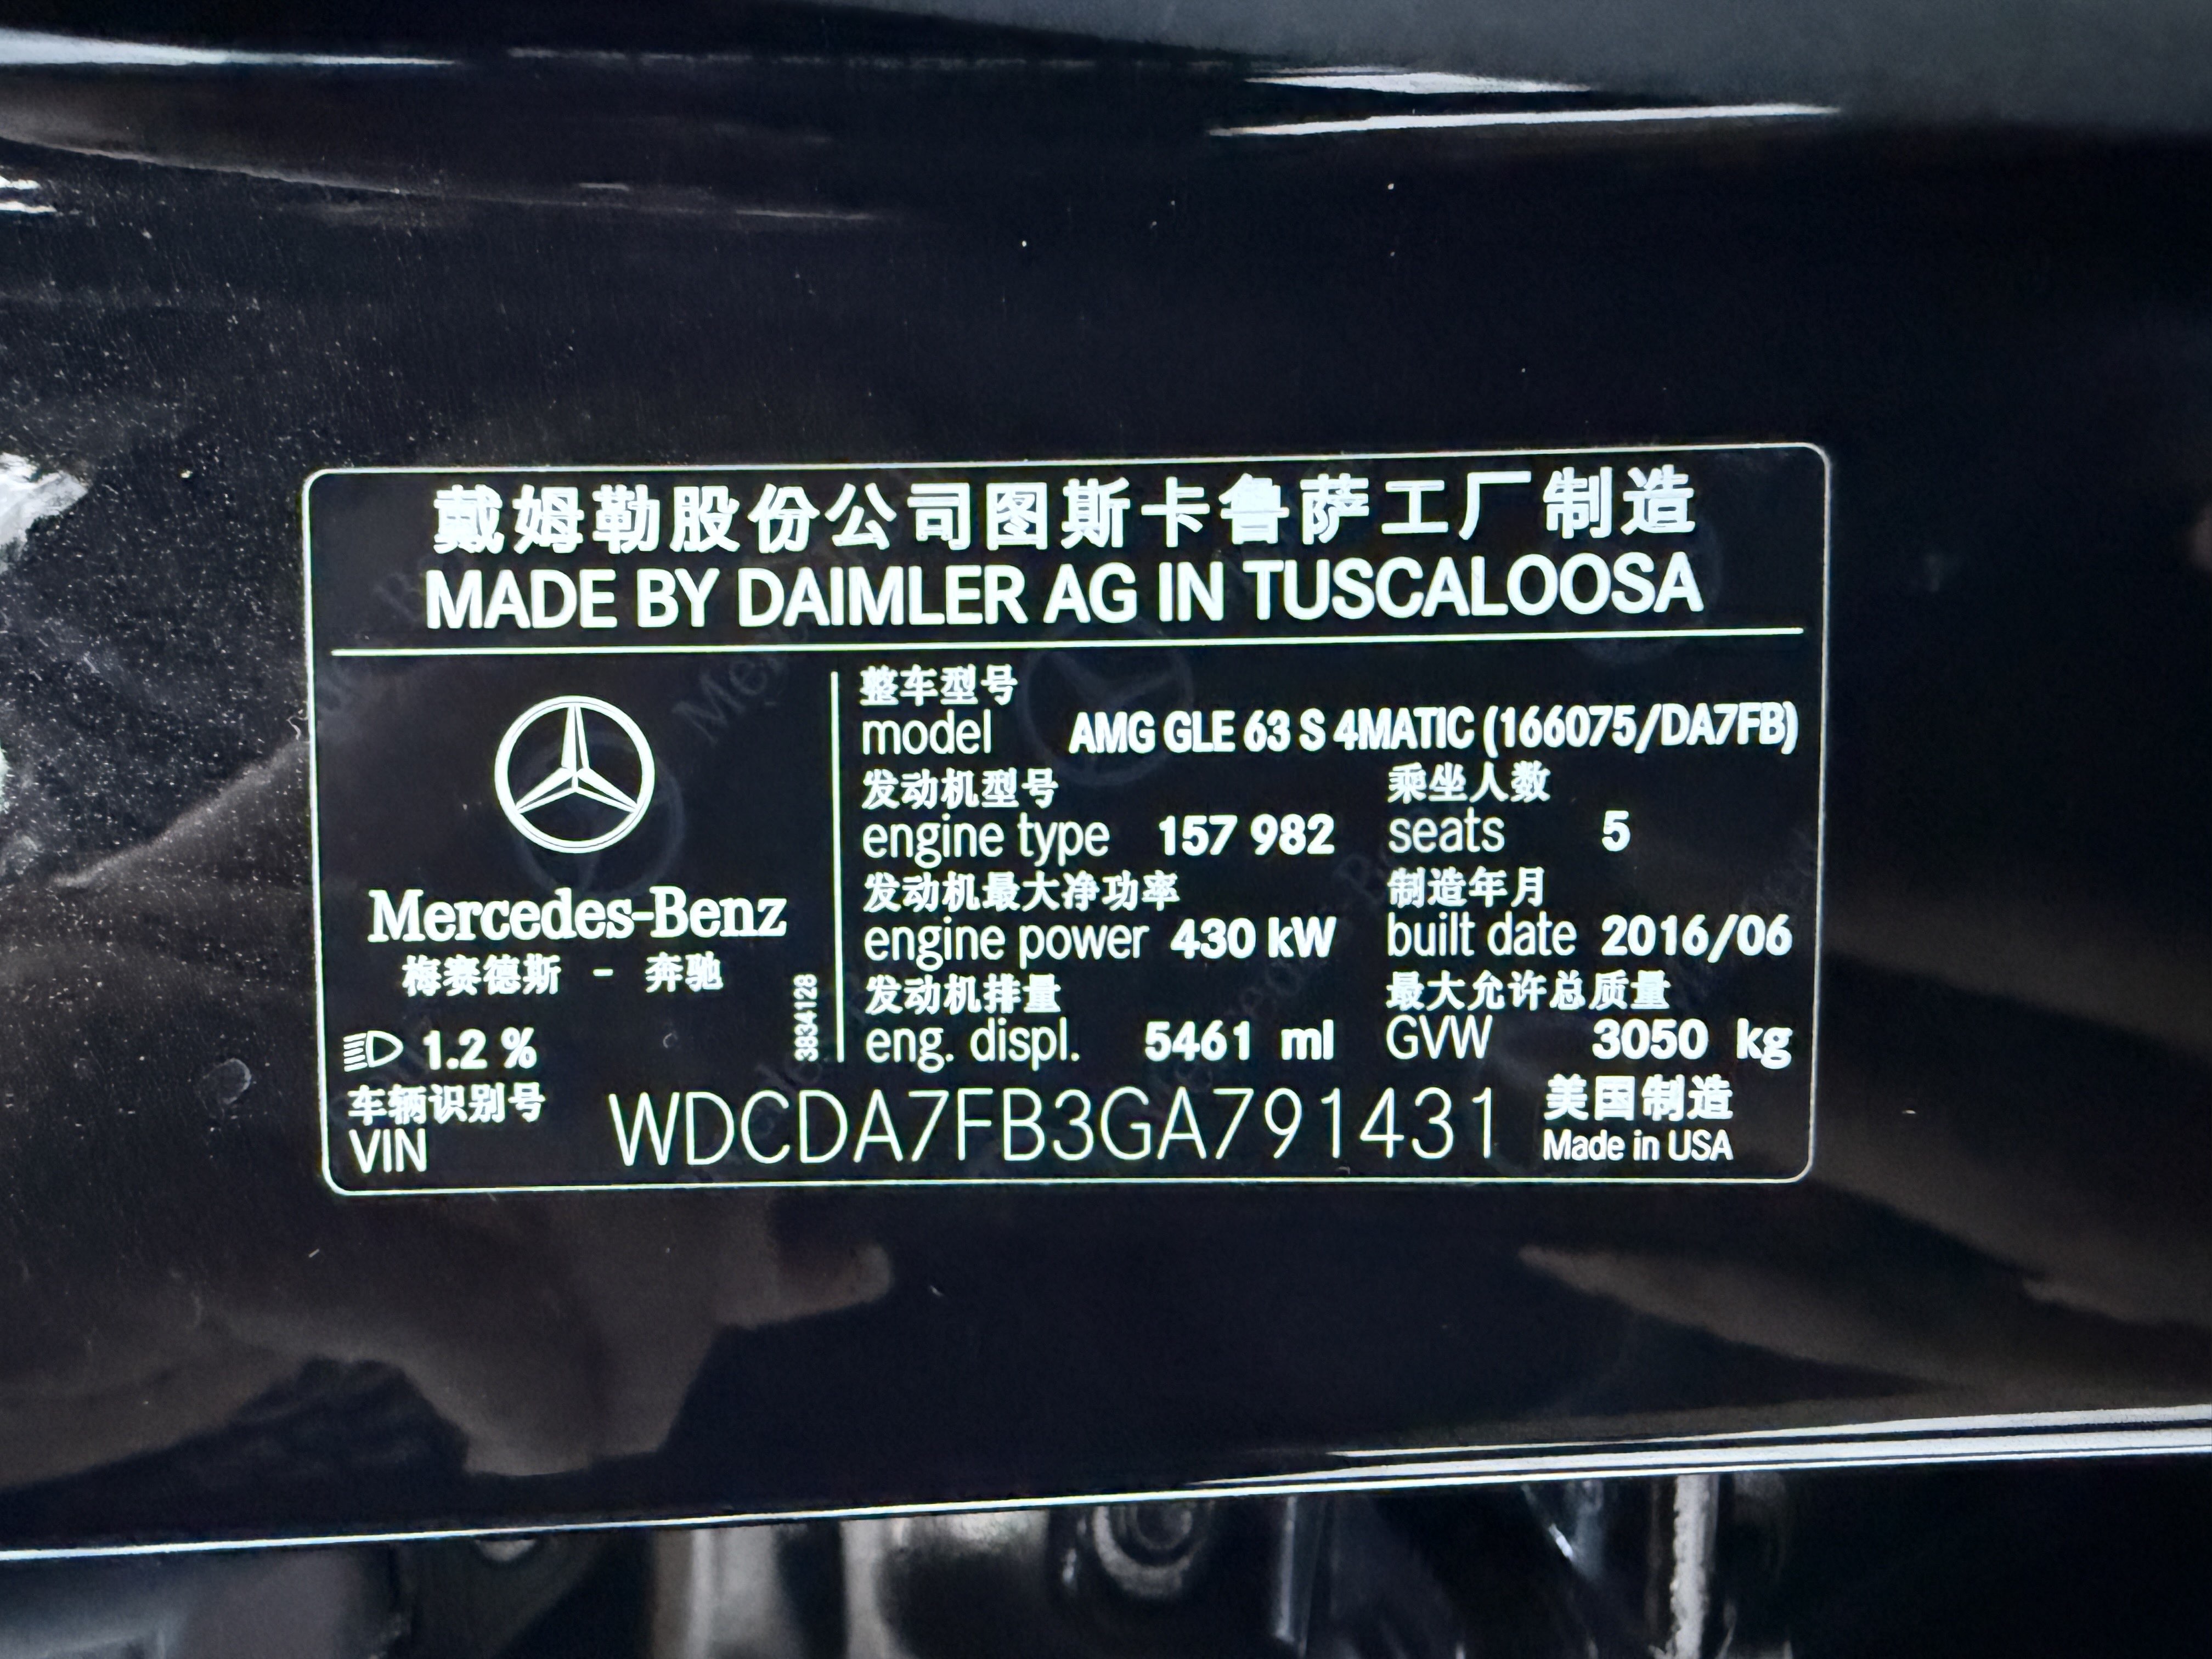 戴姆勒股份公司图斯卡鲁萨工厂制造
MADE BY DAIMLER AG IN TUSCALOOSA
整车型号
model AMG GLE 63 S 4MATIC (166075/DA7FB)
发动机型号 乘坐人数
engine type 157 982 seats 5
发动机最大净功率 制造年月
engine power 430 kW built date 2016/06
发动机排量 最大允许总质量
eng. displ. 5461 ml GVW 3050 kg
Mercedes-Benz
梅赛德斯 - 奔驰
3834128
1.2 %
车辆识别号
VIN WDCDA7FB3GA791431
美国制造
Made in USA